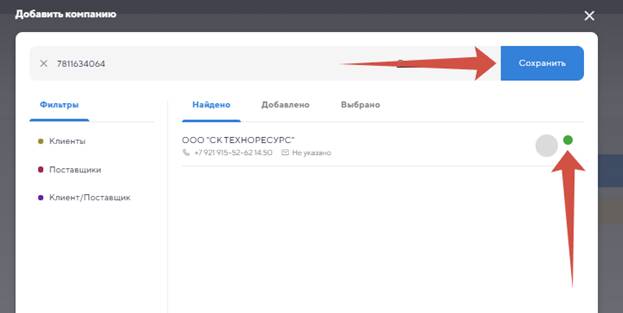 Добавить компанию
7811634064
Сохранить
Фильтры
Найдено Добавлено Выбрано
Клиенты
Поставщики
Клиент/Поставщик
ООО "СК ТЕХНОРЕСУРС"
+7 921 915-52-62 14:50 Не указано